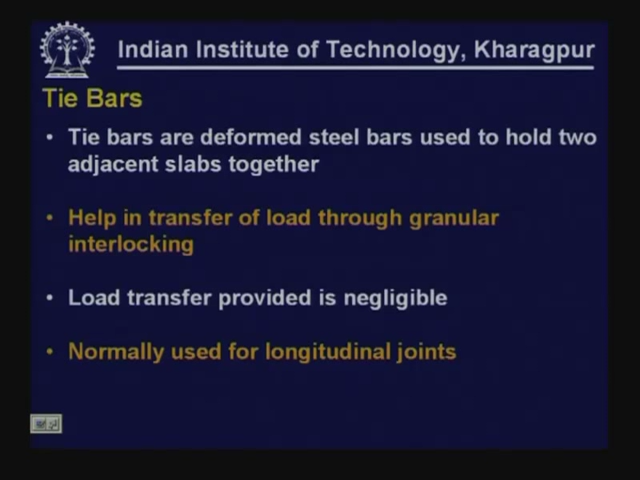 Indian Institute of Technology, Kharagpur
Tie Bars
• Tie bars are deformed steel bars used to hold two
adjacent slabs together
• Help in transfer of load through granular
interlocking
• Load transfer provided is negligible
• Normally used for longitudinal joints